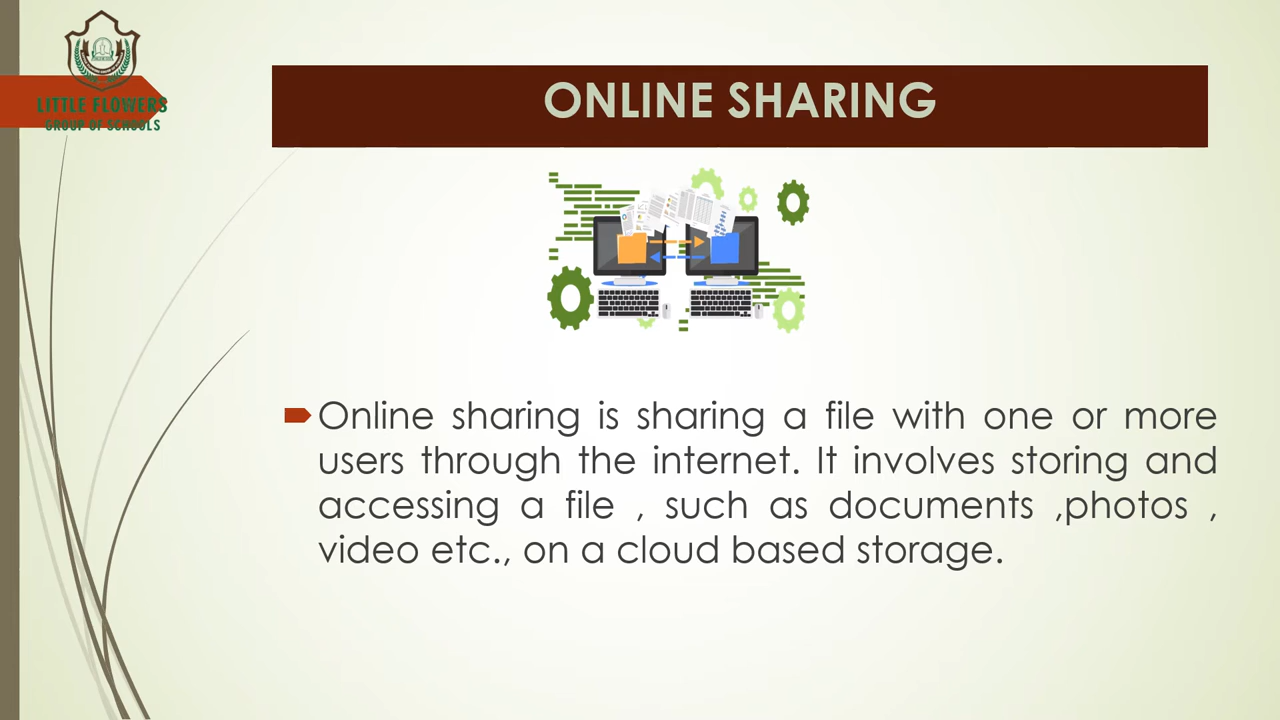 LITTLE FLOWERS
GROUP OF SCHOOLS
ONLINE SHARING
Online sharing is sharing a file with one or more
users through the internet. It involves storing and
accessing a file , such as documents ,photos ,
video etc., on a cloud based storage.